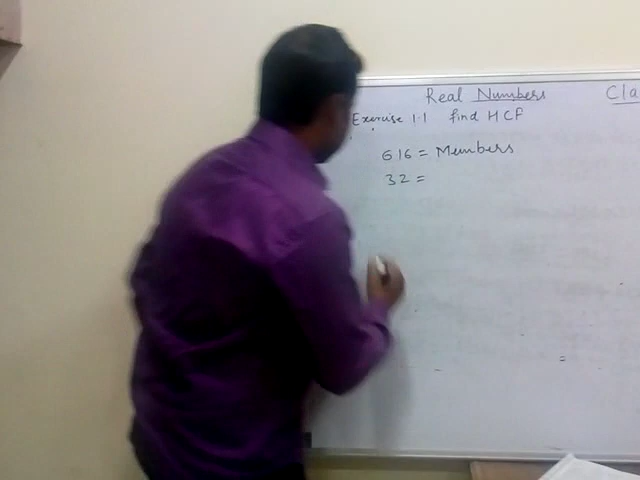 Real Numbers Cla
Exercise 1.1 find HCF
616 = Members
32 =